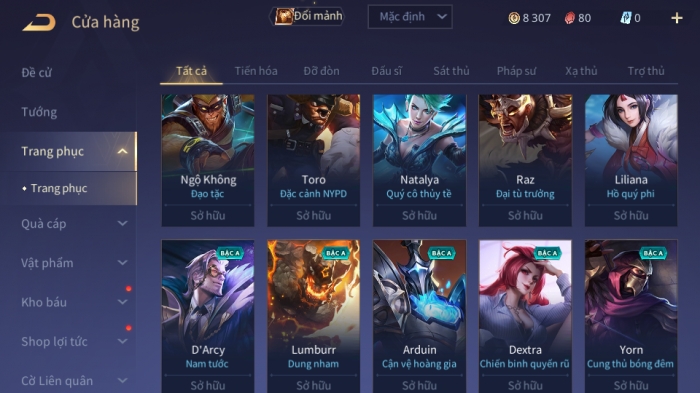 Cửa hàng
Đổi mảnh
Mặc định
8 307
80
0
Đề cử
Tướng
Trang phục
Trang phục
Quà cáp
Vật phẩm
Kho báu
Shop lợi tức
Cờ Liên quân
Tất cả
Tiến hóa
Đỡ đòn
Đấu sĩ
Sát thủ
Pháp sư
Xạ thủ
Trợ thủ
Ngộ Không
Đạo tặc
Sở hữu
Toro
Đặc cảnh NYPD
Sở hữu
Natalya
Quý cô thủy tề
Sở hữu
Raz
Đại tù trưởng
Sở hữu
Liliana
Hồ quý phi
Sở hữu
BẬC A
D'Arcy
Nam tước
Sở hữu
Lumburr
Dung nham
Sở hữu
BẬC A
Arduin
Cận vệ hoàng gia
Sở hữu
BẬC A
Dextra
Chiến binh quyến rũ
Sở hữu
BẬC A
Yorn
Cung thủ bóng đêm
Sở hữu